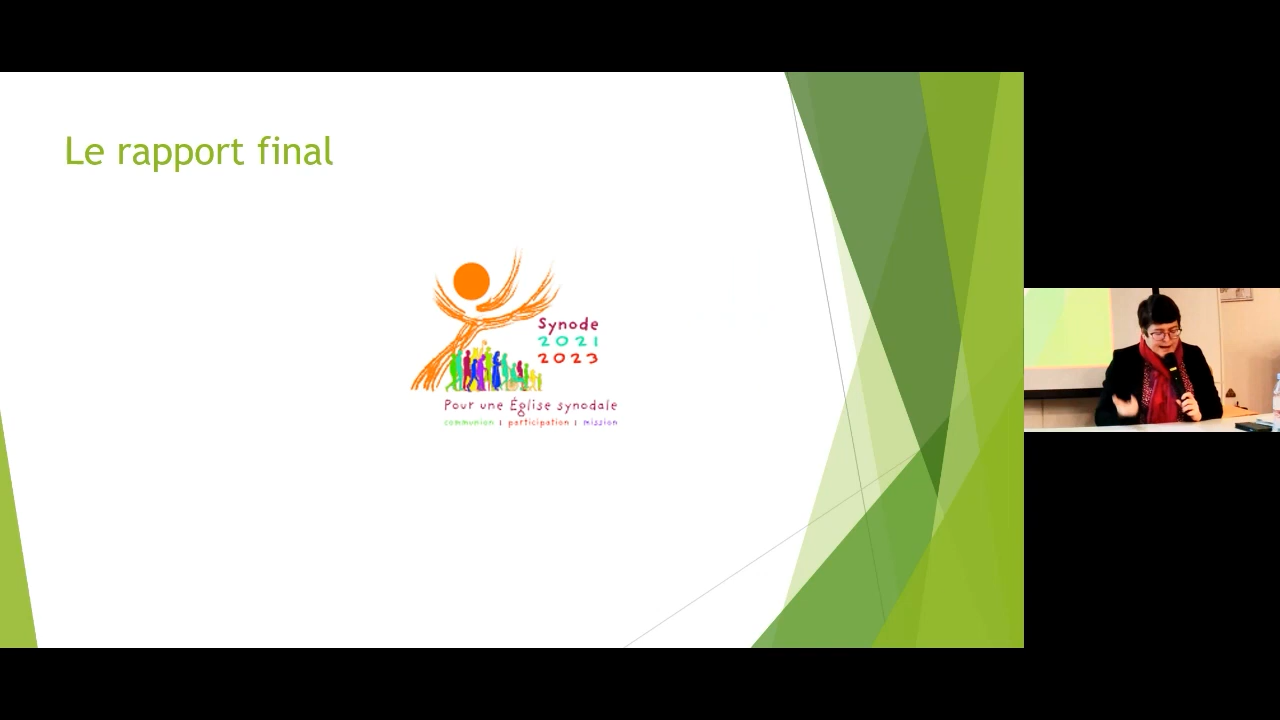 Le rapport final
Synode
2021
2023
Pour une Église synodale
communion | participation | mission